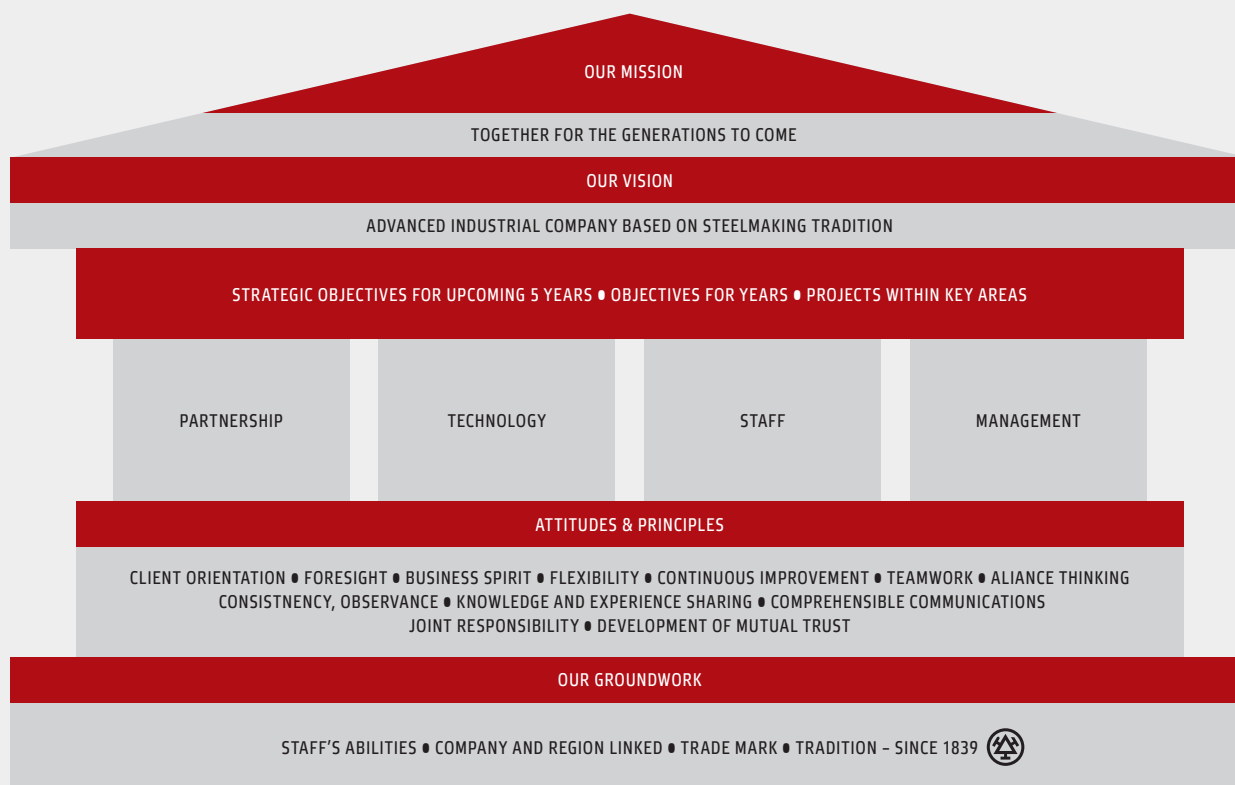 OUR MISSION
TOGETHER FOR THE GENERATIONS TO COME
OUR VISION
ADVANCED INDUSTRIAL COMPANY BASED ON STEELMAKING TRADITION
STRATEGIC OBJECTIVES FOR UPCOMING 5 YEARS • OBJECTIVES FOR YEARS • PROJECTS WITHIN KEY AREAS
PARTNERSHIP
TECHNOLOGY
STAFF
MANAGEMENT
ATTITUDES & PRINCIPLES
CLIENT ORIENTATION • FORESIGHT • BUSINESS SPIRIT • FLEXIBILITY • CONTINUOUS IMPROVEMENT • TEAMWORK • ALIANCE THINKING
CONSISTNENCY, OBSERVANCE • KNOWLEDGE AND EXPERIENCE SHARING • COMPREHENSIBLE COMMUNICATIONS
JOINT RESPONSIBILITY • DEVELOPMENT OF MUTUAL TRUST
OUR GROUNDWORK
STAFF'S ABILITIES • COMPANY AND REGION LINKED • TRADE MARK • TRADITION – SINCE 1839